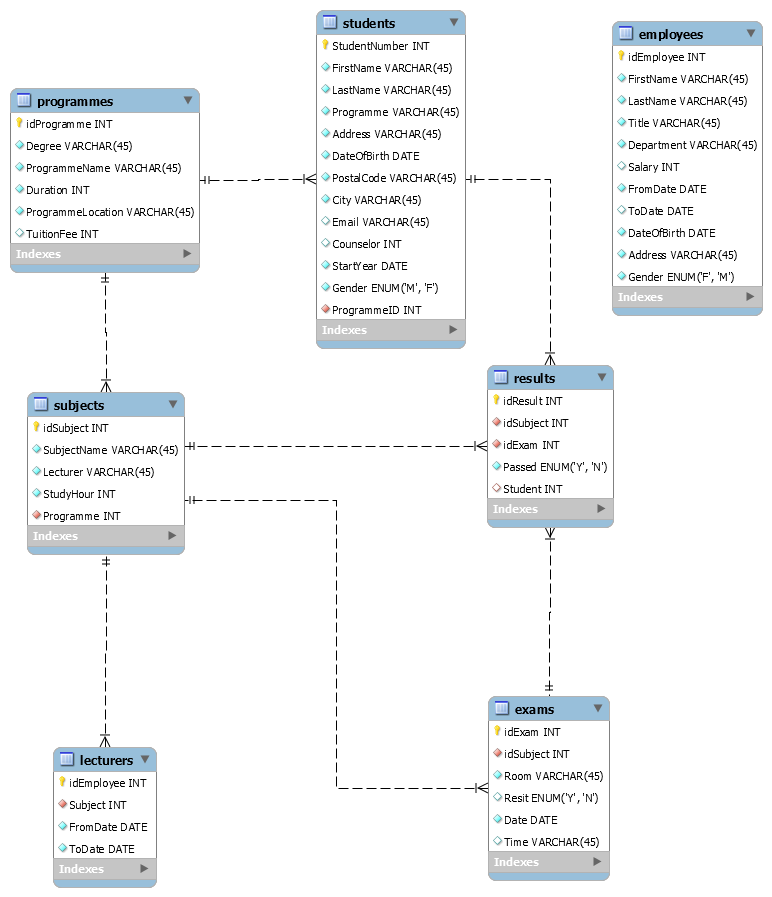 students
StudentNumber INT
FirstName VARCHAR(45)
LastName VARCHAR(45)
Programme VARCHAR(45)
Address VARCHAR(45)
DateOfBirth DATE
PostalCode VARCHAR(45)
City VARCHAR(45)
Email VARCHAR(45)
Counselor INT
StartYear DATE
Gender ENUM('M', 'F')
ProgrammeID INT
Indexes
employees
idEmployee INT
FirstName VARCHAR(45)
LastName VARCHAR(45)
Title VARCHAR(45)
Department VARCHAR(45)
Salary INT
FromDate DATE
ToDate DATE
DateOfBirth DATE
Address VARCHAR(45)
Gender ENUM('F', 'M')
Indexes
programmes
idProgramme INT
Degree VARCHAR(45)
ProgrammeName VARCHAR(45)
Duration INT
ProgrammeLocation VARCHAR(45)
TuitionFee INT
Indexes
subjects
idSubject INT
SubjectName VARCHAR(45)
Lecturer VARCHAR(45)
StudyHour INT
Programme INT
Indexes
results
idResult INT
idSubject INT
idExam INT
Passed ENUM('Y', 'N')
Student INT
Indexes
lecturers
idEmployee INT
Subject INT
FromDate DATE
ToDate DATE
Indexes
exams
idExam INT
idSubject INT
Room VARCHAR(45)
Resit ENUM('Y', 'N')
Date DATE
Time VARCHAR(45)
Indexes